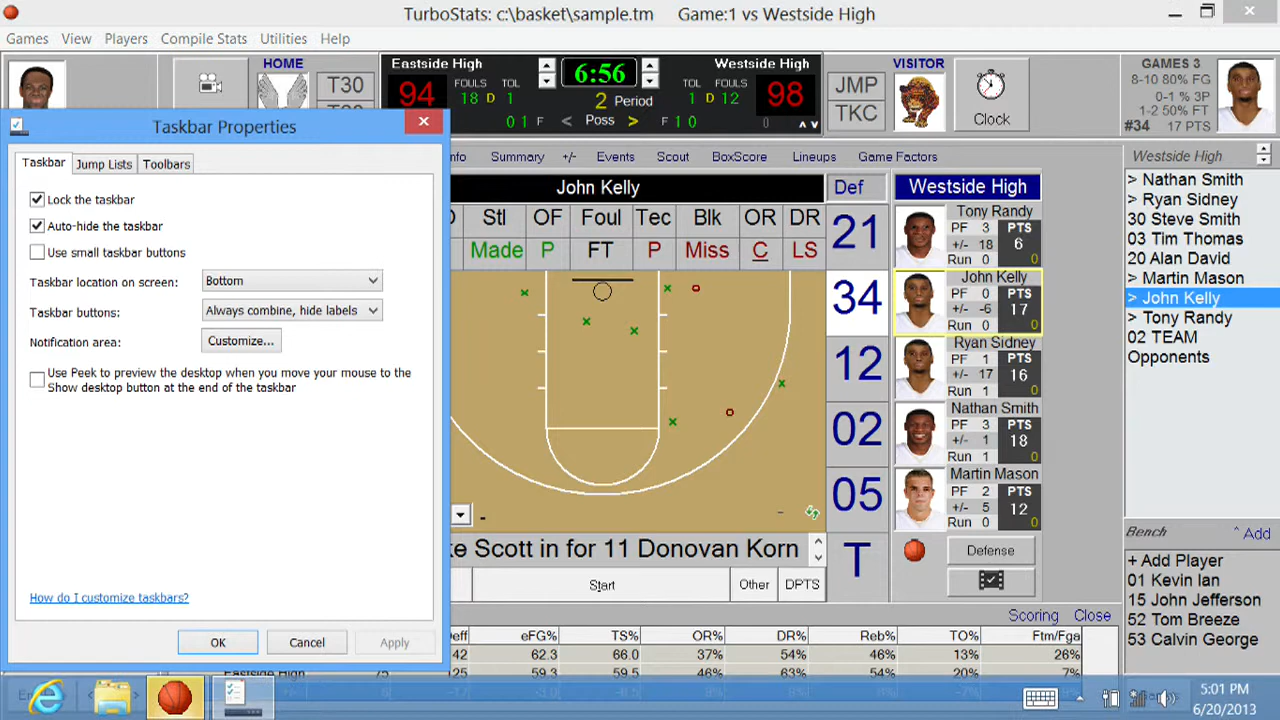 TurboStats: c:\basket\sample.tm Game:1 vs Westside High
Games View Players Compile Stats Utilities Help
HOME
T30
Eastside High
94
FOULS
18 D
TOL
1
0 1 F
6:56
2 Period
< Poss >
Westside High
TOL
1
FOULS
D 12
98
F 1 0
0
JMP
TKC
VISITOR
Clock
GAMES 3
8-10 80% FG
0-1 % 3P
1-2 50% FT
#34 17 PTS
Taskbar Properties
Taskbar Jump Lists Toolbars
Lock the taskbar
Auto-hide the taskbar
Use small taskbar buttons
Taskbar location on screen: Bottom
Taskbar buttons: Always combine, hide labels
Notification area: Customize...
Use Peek to preview the desktop when you move your mouse to the
Show desktop button at the end of the taskbar
How do I customize taskbars?
OK Cancel Apply
Summary +/- Events Scout BoxScore Lineups Game Factors
John Kelly
Stl OF Foul Tec Blk OR DR
Made P FT P Miss C LS
Def
21
34
12
02
05
T
Westside High
Tony Randy
PF 3 PTS
+/- 18 6
Run 0 0
John Kelly
PF 0 PTS
+/- -6 17
Run 0 0
Ryan Sidney
PF 1 PTS
+/- 17 16
Run 1 0
Nathan Smith
PF 3 PTS
+/- 1 18
Run 1 0
Martin Mason
PF 2 PTS
+/- 5 12
Run 0 0
Defense
Westside High
> Nathan Smith
> Ryan Sidney
30 Steve Smith
03 Tim Thomas
20 Alan David
> Martin Mason
> John Kelly
> Tony Randy
02 TEAM
Opponents
Bench ^ Add
+ Add Player
01 Kevin Ian
15 John Jefferson
52 Tom Breeze
53 Calvin George
ke Scott in for 11 Donovan Korn
Start Other DPTS
Scoring Close
eFG% TS% OR% DR% Reb% TO% Ftm/Fga
42 62.3 66.0 37% 54% 46% 13% 26%
59.3 59.5 46% 63% 54% 20% 7%
5:01 PM
6/20/2013